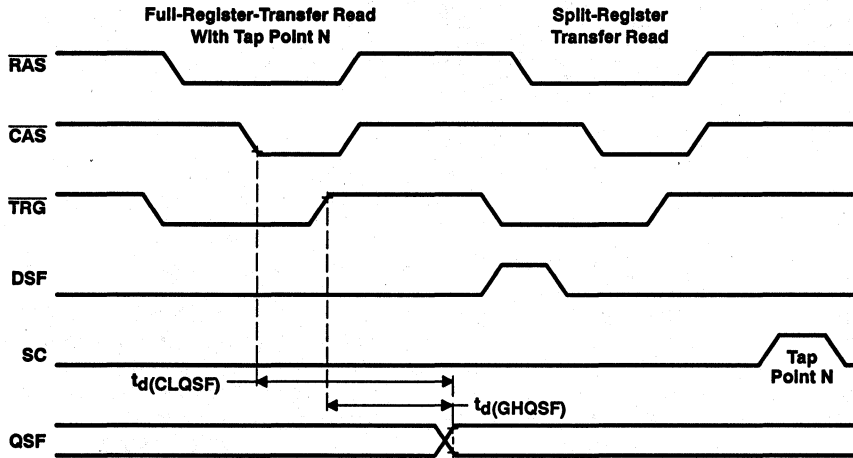 Full-Register-Transfer Read
With Tap Point N
Split-Register
Transfer Read
RAS
CAS
TRG
DSF
SC
Tap
Point N
td(CLQSF)
td(GHQSF)
QSF